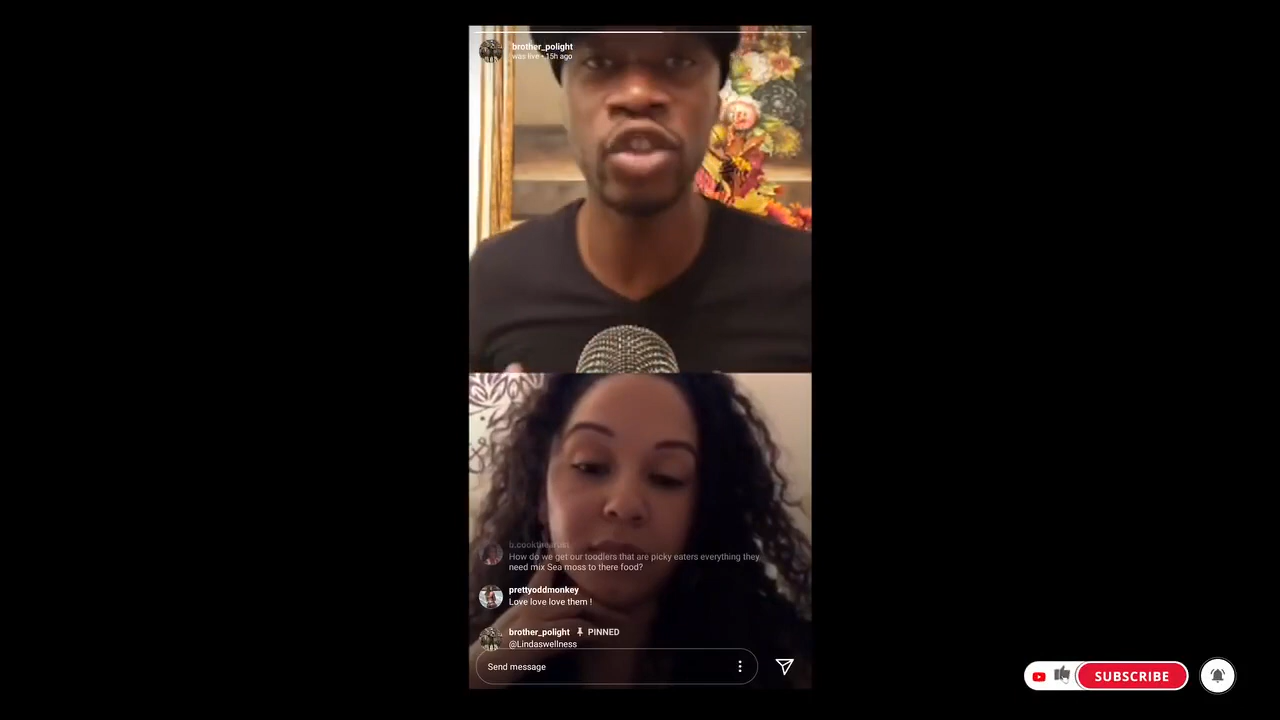 brother_polight
was live • 15h ago
b.cooktheartist
How do we get our toodlers that are picky eaters everything they
need mix Sea moss to there food?
prettyoddmonkey
Love love love them !
brother_polight PINNED
@Lindaswellness
Send message
SUBSCRIBE